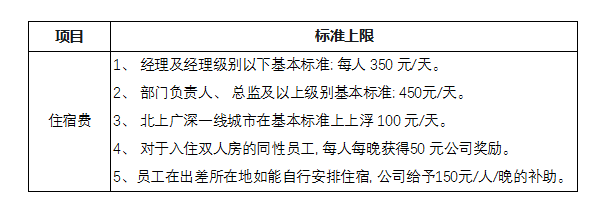 项目 标准上限
1、 经理及经理级别以下基本标准: 每人 350 元/天。
2、 部门负责人、 总监及以上级别基本标准: 450元/天。
住宿费 3、 北上广深一线城市在基本标准上上浮 100 元/天。
4、 对于入住双人房的同性员工, 每人每晚获得50 元公司奖励。
5、员工在出差所在地如能自行安排住宿, 公司给予150元/人/晚的补助。